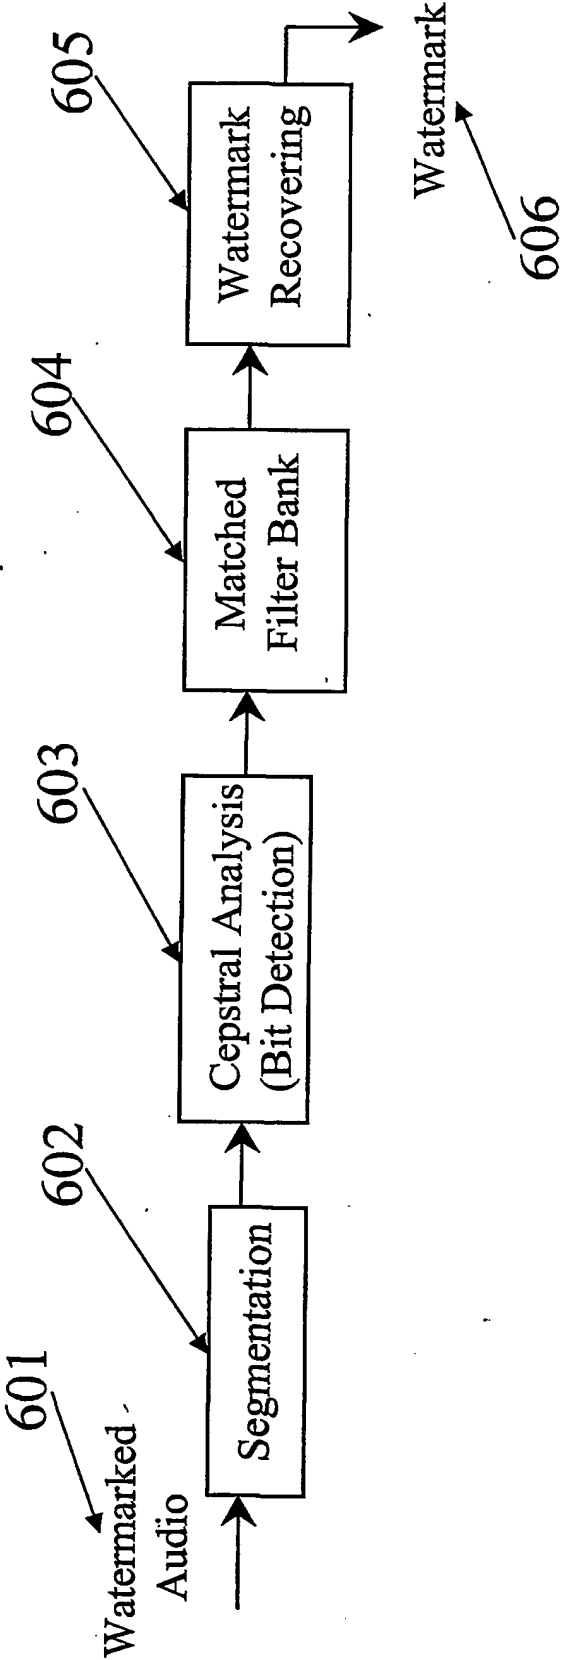 601
Watermarked
Audio
602
Segmentation
603
Cepstral Analysis
(Bit Detection)
604
Matched
Filter Bank
605
Watermark
Recovering
Watermark
606